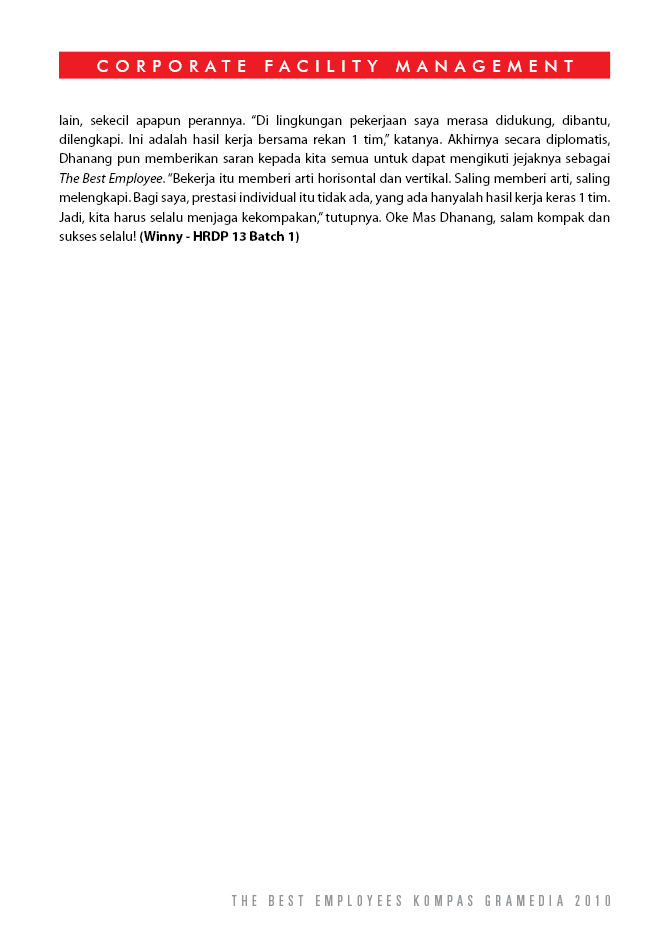 CORPORATE FACILITY MANAGEMENT
lain, sekecil apapun perannya. “Di lingkungan pekerjaan saya merasa didukung, dibantu,
dilengkapi. Ini adalah hasil kerja bersama rekan 1 tim,” katanya. Akhirnya secara diplomatis,
Dhanang pun memberikan saran kepada kita semua untuk dapat mengikuti jejaknya sebagai
The Best Employee. “Bekerja itu memberi arti horisontal dan vertikal. Saling memberi arti, saling
melengkapi. Bagi saya, prestasi individual itu tidak ada, yang ada hanyalah hasil kerja keras 1 tim.
Jadi, kita harus selalu menjaga kekompakan,” tutupnya. Oke Mas Dhanang, salam kompak dan
sukses selalu! (Winny - HRDP 13 Batch 1)
THE BEST EMPLOYEES KOMPAS GRAMEDIA 2010